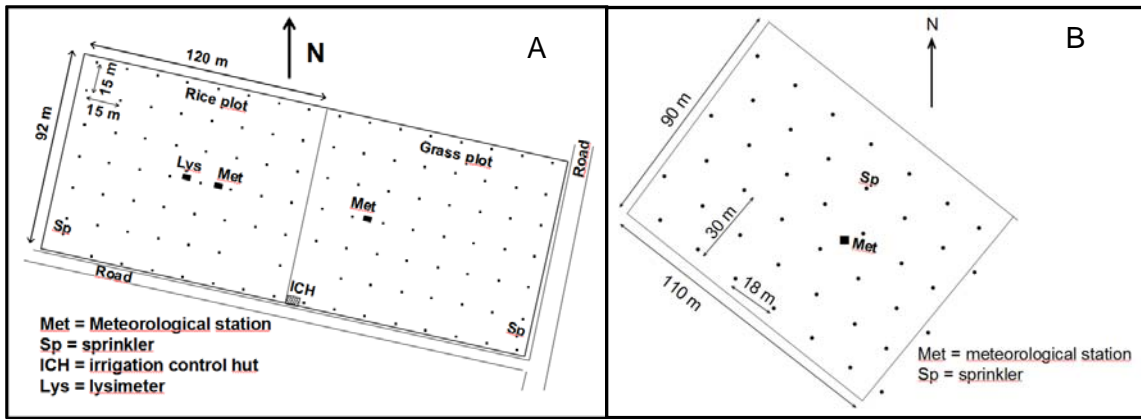 A
N
120 m
15 m
15 m
92 m
Rice plot
Grass plot
Road
Lys
Met
Met
Sp
Road
ICH
Sp
Met = Meteorological station
Sp = sprinkler
ICH = irrigation control hut
Lys = lysimeter
B
N
90 m
Sp
30 m
Met
18 m
110 m
Met = meteorological station
Sp = sprinkler